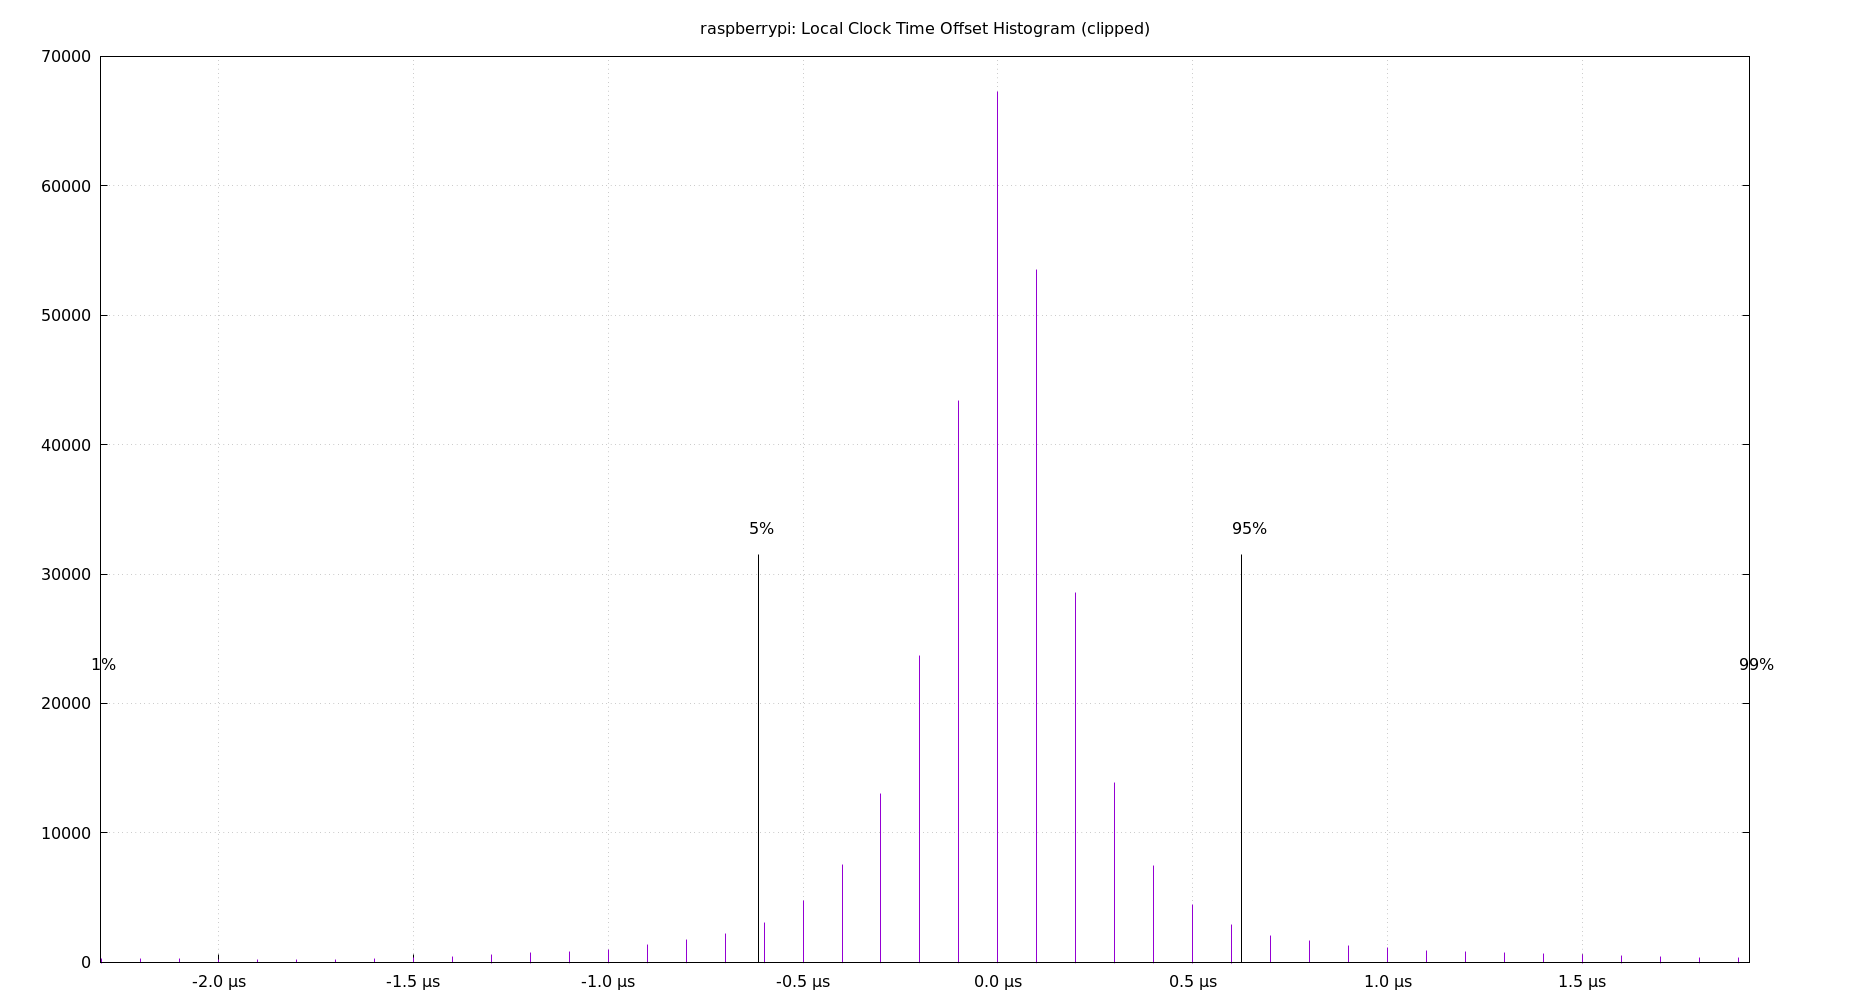 raspberrypi: Local Clock Time Offset Histogram (clipped)
70000
60000
50000
40000
5%
95%
30000
1%
99%
20000
10000
0
-2.0 µs
-1.5 µs
-1.0 µs
-0.5 µs
0.0 µs
0.5 µs
1.0 µs
1.5 µs